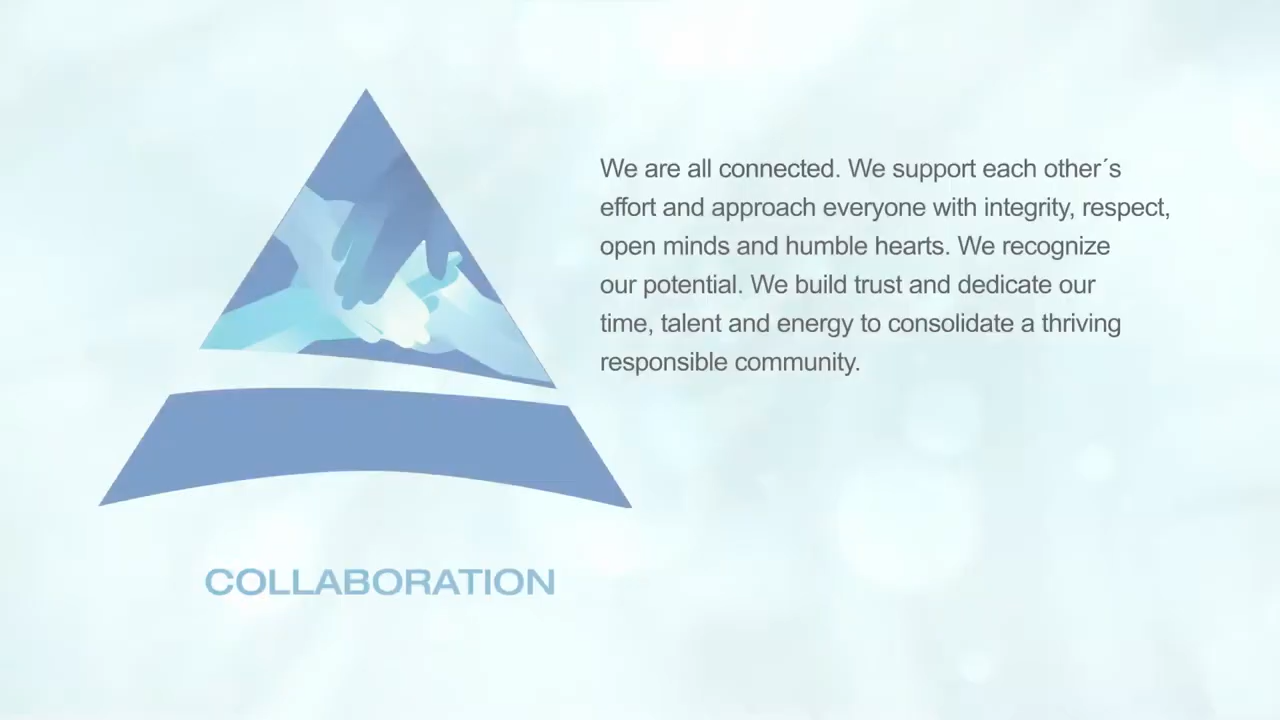 We are all connected. We support each other´s
effort and approach everyone with integrity, respect,
open minds and humble hearts. We recognize
our potential. We build trust and dedicate our
time, talent and energy to consolidate a thriving
responsible community.
COLLABORATION